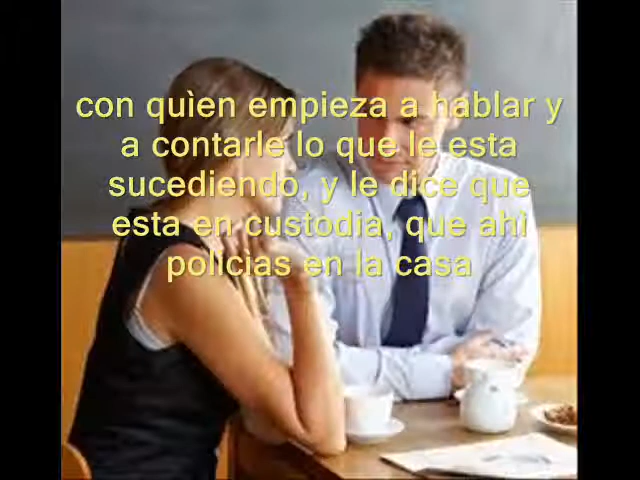 con quìen empieza a hablar y
a contarle lo que le esta
sucediendo, y le dice que
esta en custodia, que ahì
policias en la casa